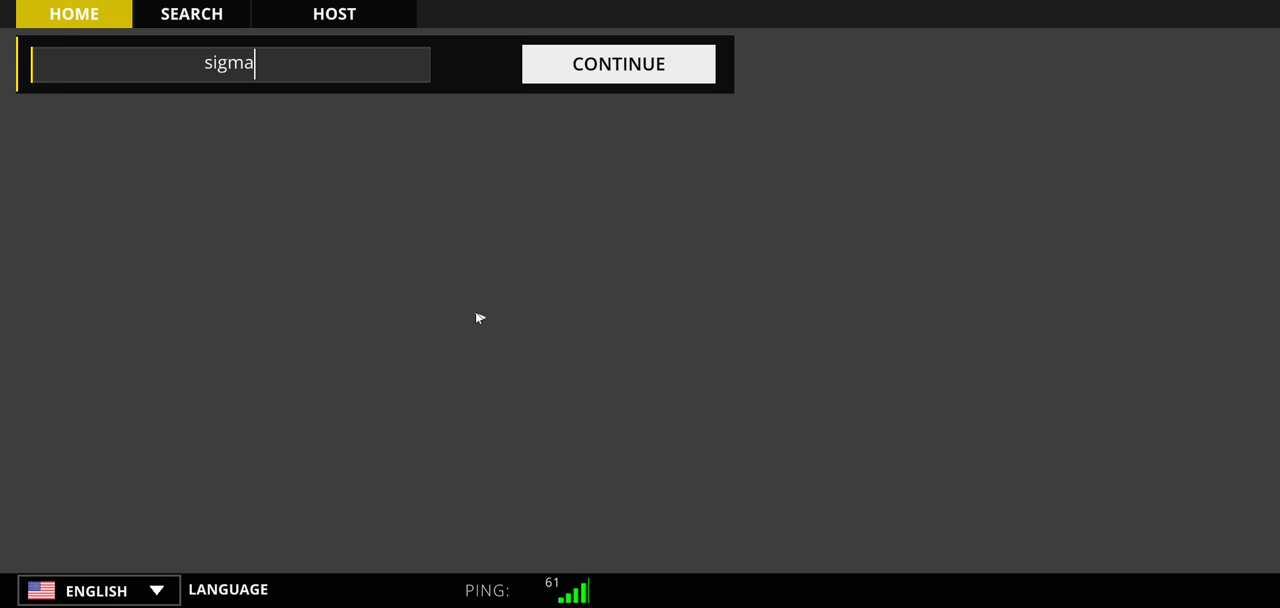 HOME SEARCH HOST
sigma CONTINUE
ENGLISH LANGUAGE PING: 61